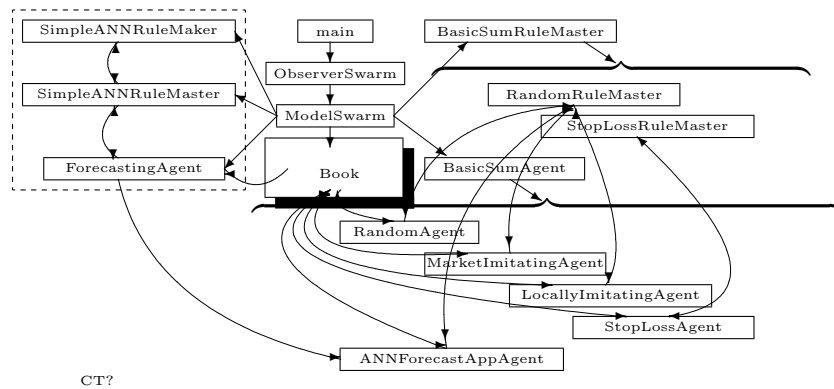 SimpleANNRuleMaker
main
BasicSumRuleMaster
ObserverSwarm
SimpleANNRuleMaster
RandomRuleMaster
ModelSwarm
StopLossRuleMaster
ForecastingAgent
Book
BasicSumAgent
RandomAgent
MarketImitatingAgent
LocallyImitatingAgent
StopLossAgent
ANNForecastAppAgent
CT?